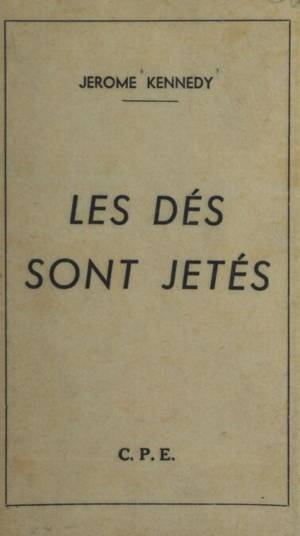 JEROME KENNEDY
LES DÉS
SONT JETÉS
C. P. E.